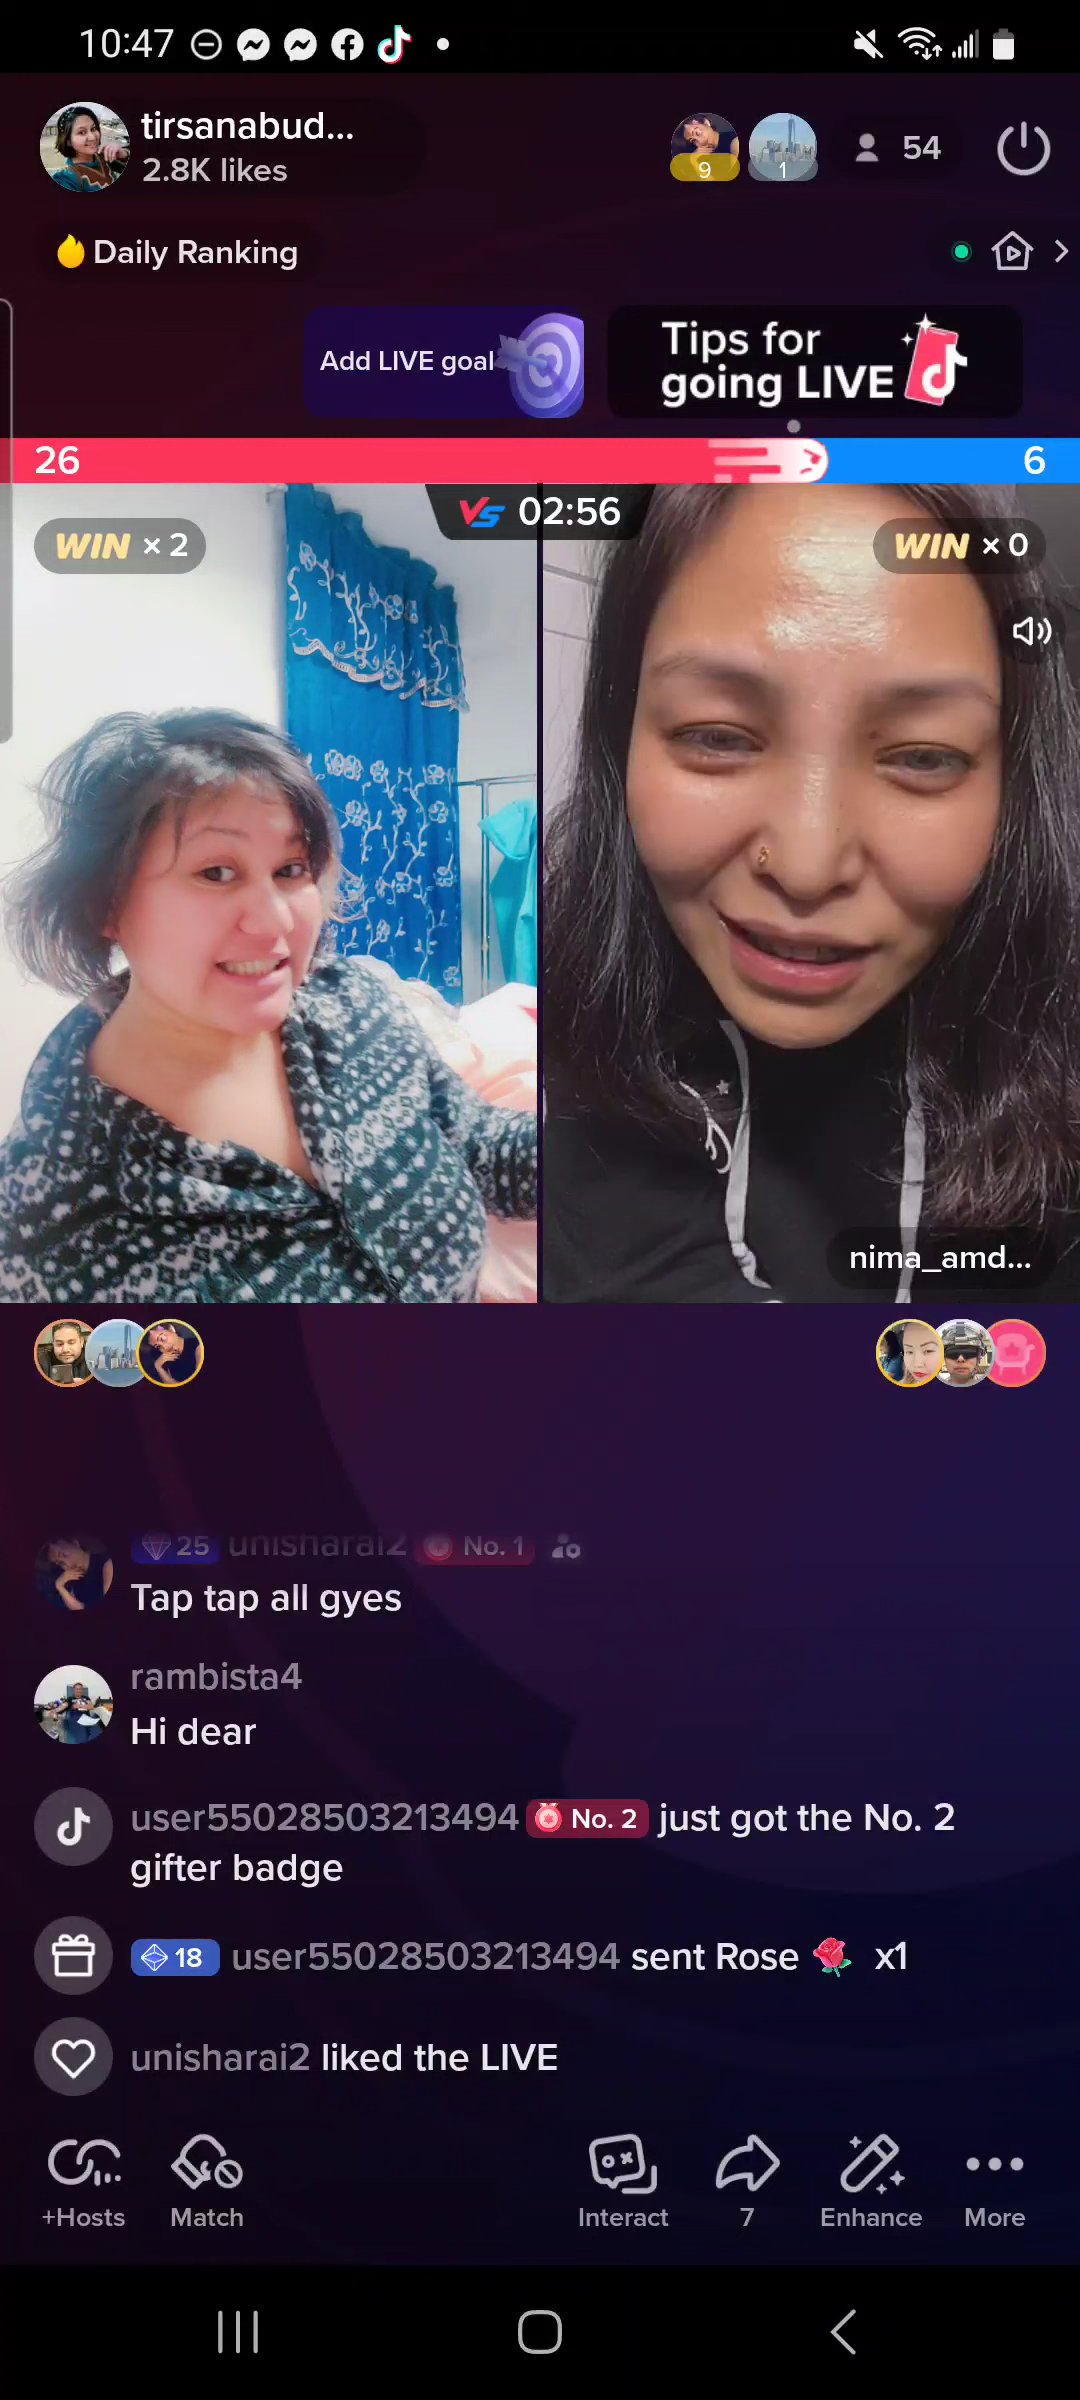 10:47
tirsanabud...
2.8K likes
9
1
54
Daily Ranking
Add LIVE goal
Tips for
going LIVE
26
6
VS 02:56
WIN × 2
WIN × 0
nima_amd...
25 unisharai2 No. 1
Tap tap all gyes
rambista4
Hi dear
user55028503213494 No. 2 just got the No. 2
gifter badge
18 user55028503213494 sent Rose x1
unisharai2 liked the LIVE
+Hosts
Match
Interact
7
Enhance
More